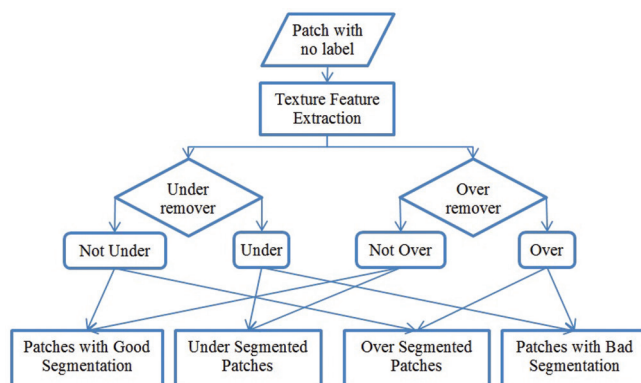 Patch with
no label
Texture Feature
Extraction
Under
remover
Over
remover
Not Under
Under
Not Over
Over
Patches with Good
Segmentation
Under Segmented
Patches
Over Segmented
Patches
Patches with Bad
Segmentation